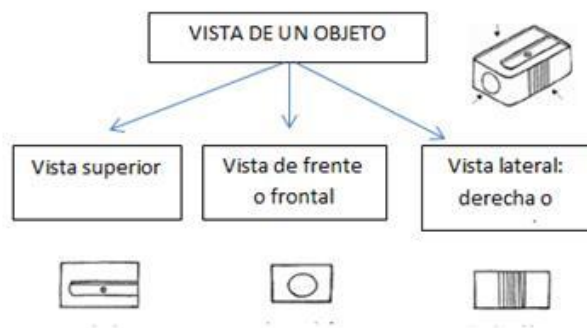 VISTA DE UN OBJETO
Vista superior
Vista de frente
o frontal
Vista lateral:
derecha o